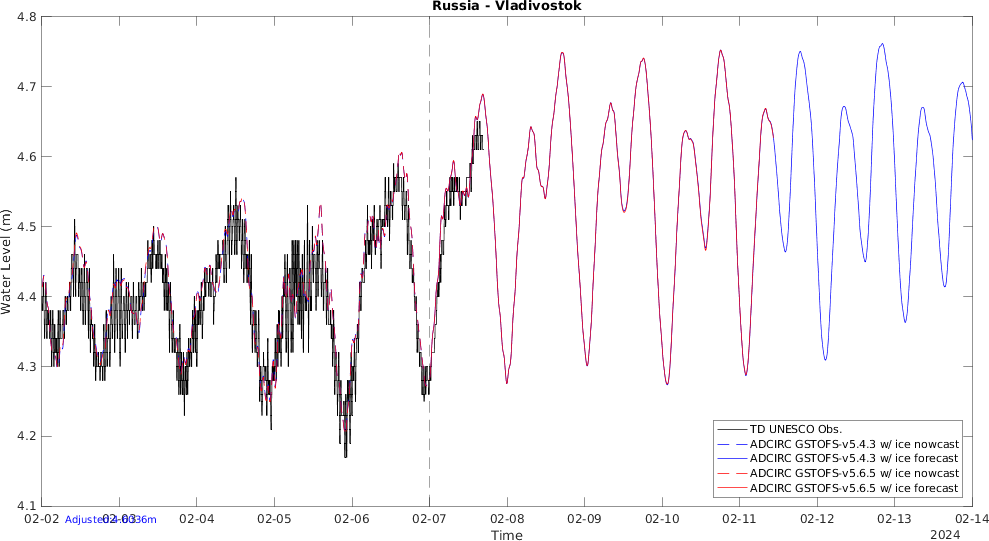 Russia - Vladivostok
4.8
4.7
4.6
4.5
4.4
4.3
4.2
4.1
Water Level (m)
TD UNESCO Obs.
ADCIRC GSTOFS-v5.4.3 w/ ice nowcast
ADCIRC GSTOFS-v5.4.3 w/ ice forecast
ADCIRC GSTOFS-v5.6.5 w/ ice nowcast
ADCIRC GSTOFS-v5.6.5 w/ ice forecast
02-02 02-03 02-04 02-05 02-06 02-07 02-08 02-09 02-10 02-11 02-12 02-13 02-14
Time
2024